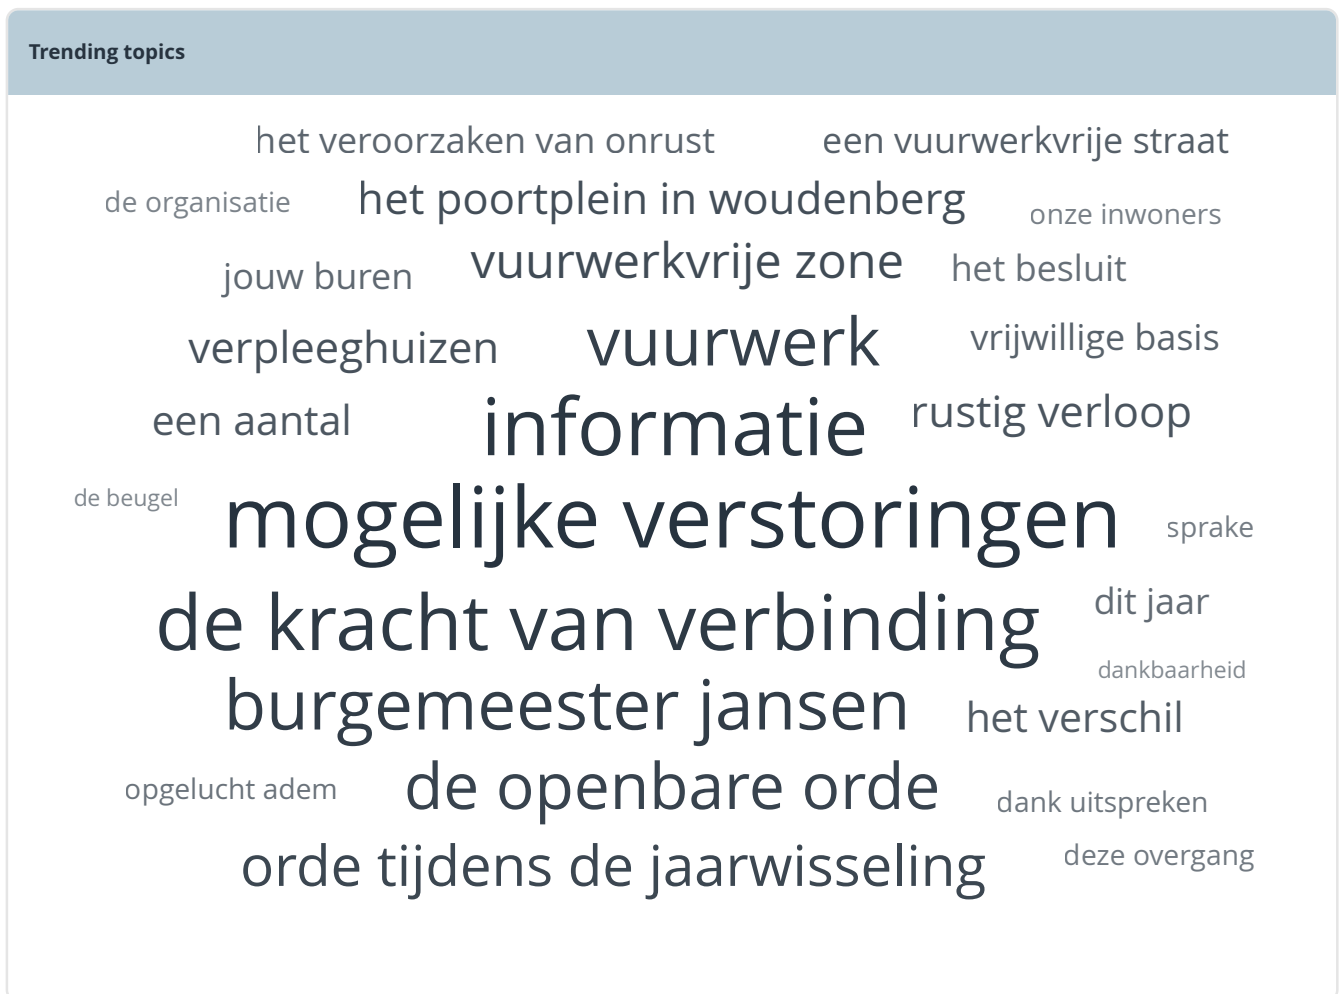 Trending topics
het veroorzaken van onrust een vuurwerkvrije straat
de organisatie het poortplein in woudenberg onze inwoners
jouw buren vuurwerkvrije zone het besluit
verpleeghuizen vuurwerk vrijwillige basis
een aantal informatie rustig verloop
de beugel mogelijke verstoringen sprake
de kracht van verbinding dit jaar
dankbaarheid
burgemeester jansen het verschil
opgelucht adem de openbare orde dank uitspreken
orde tijdens de jaarwisseling deze overgang